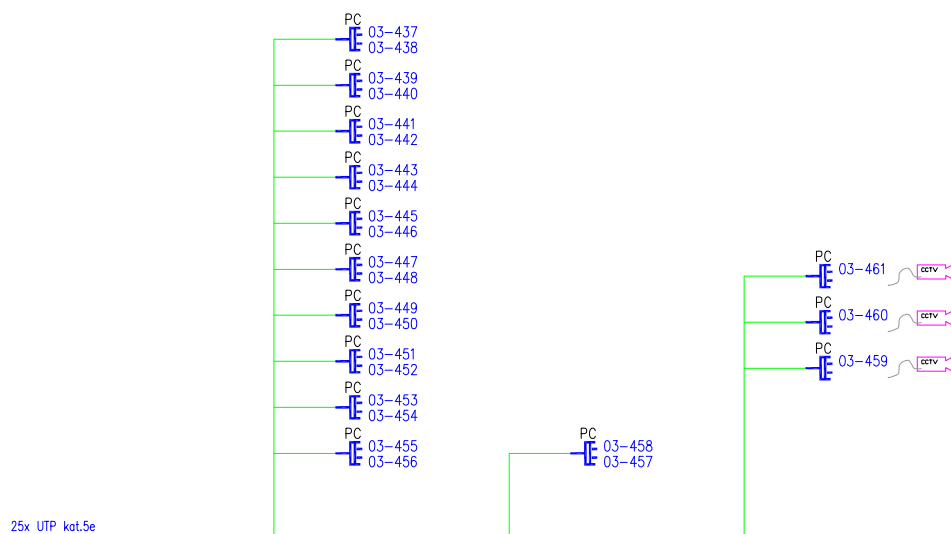 PC
03-437
03-438
PC
03-439
03-440
PC
03-441
03-442
PC
03-443
03-444
PC
03-445
03-446
PC
03-447
03-448
PC
03-449
03-450
PC
03-451
03-452
PC
03-453
03-454
PC
03-455
03-456
PC
03-458
03-457
PC
03-461
CCTV
PC
03-460
CCTV
PC
03-459
CCTV
25x UTP kat.5e